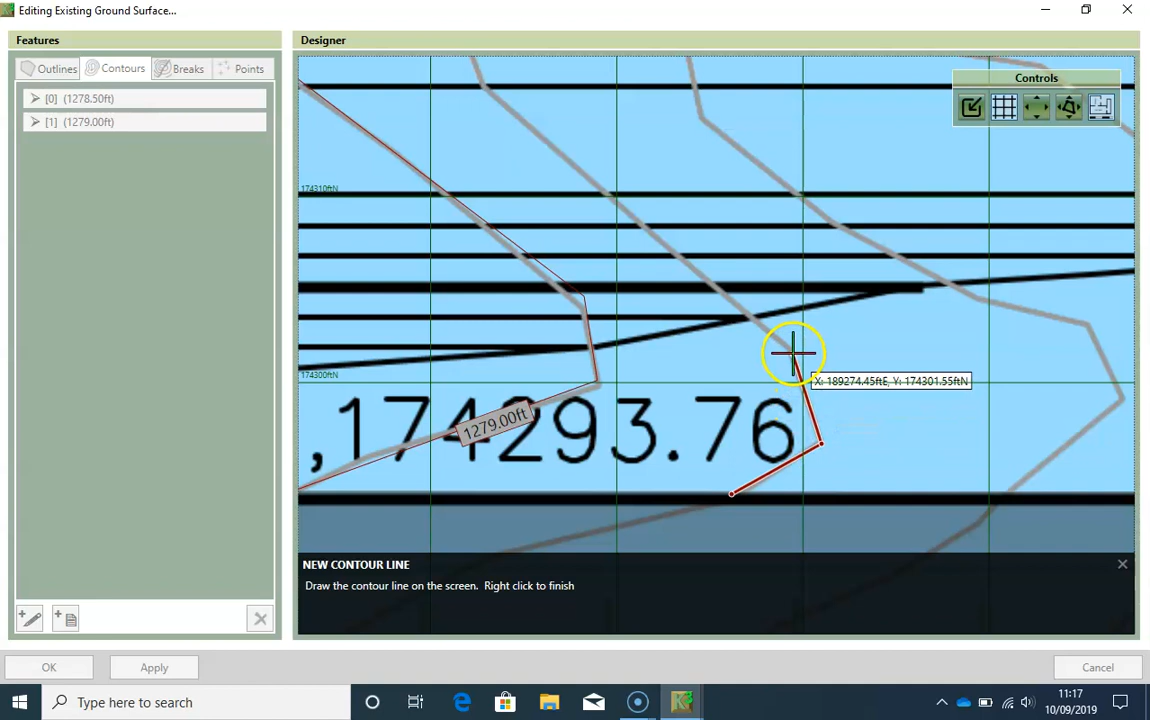 Editing Existing Ground Surface...
Features
Designer
Outlines
Contours
Breaks
Points
[0] (1278.50ft)
[1] (1279.00ft)
Controls
174310ftN
X: 189274.45ftE, Y: 174301.55ftN
174300ftN
,174293.76
1279.00ft
NEW CONTOUR LINE
Draw the contour line on the screen. Right click to finish
OK
Apply
Cancel
Type here to search
11:17
10/09/2019